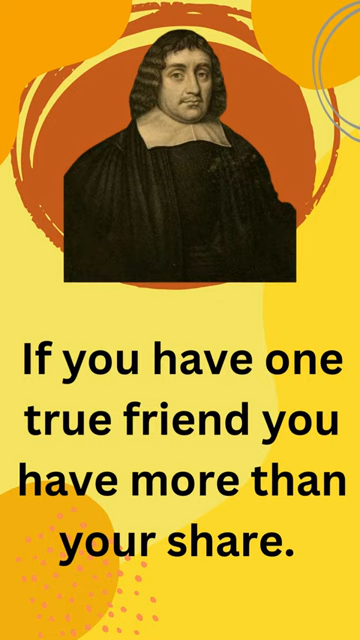 If you have one
true friend you
have more than
your share.